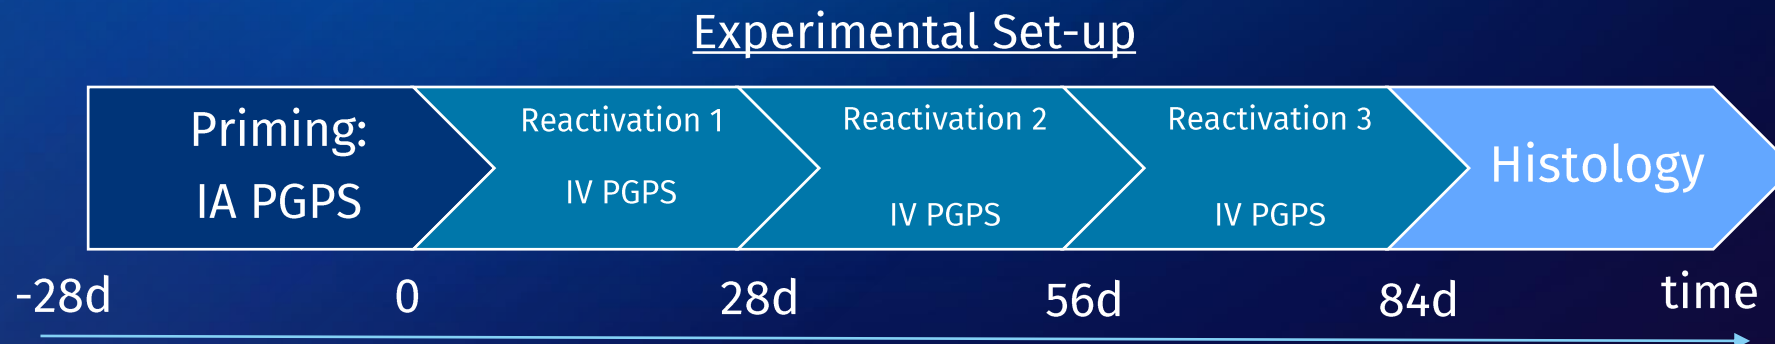 Experimental Set-up
Priming:
IA PGPS
Reactivation 1
IV PGPS
Reactivation 2
IV PGPS
Reactivation 3
IV PGPS
Histology
-28d
0
28d
56d
84d
time